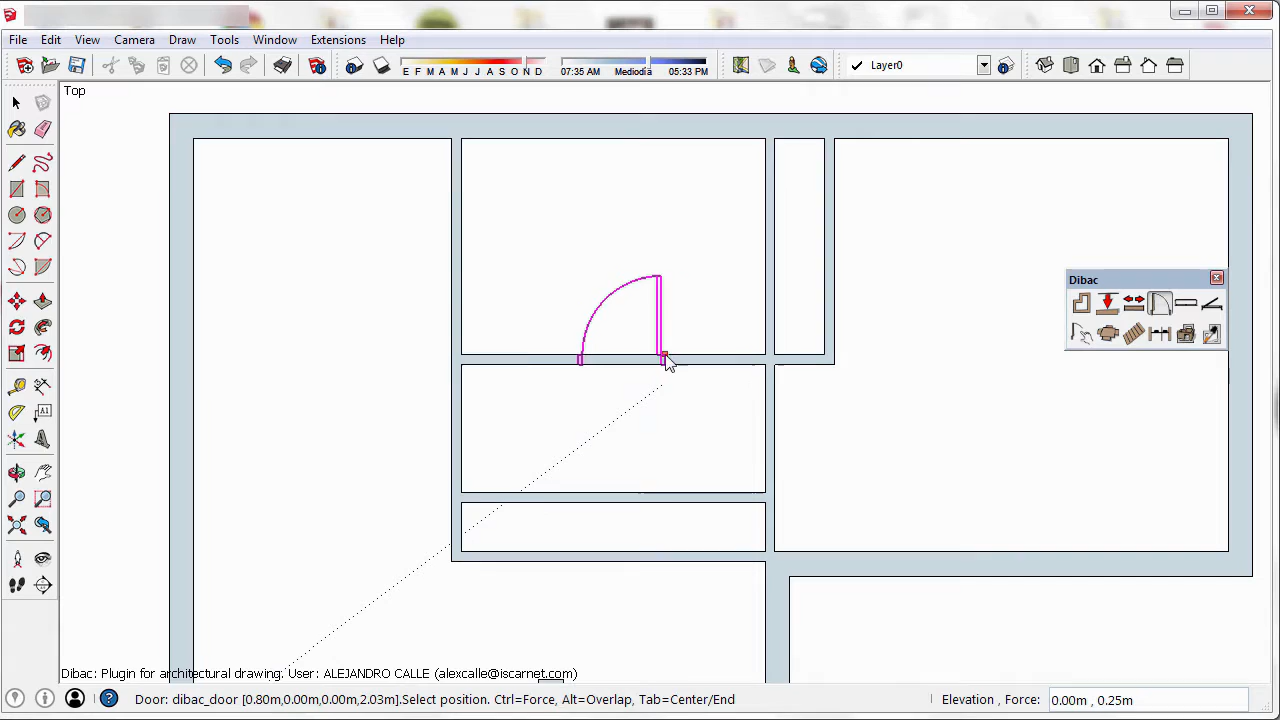 File Edit View Camera Draw Tools Window Extensions Help
E F M A M J J A S O N D
07:35 AM Mediodía 05:33 PM
Layer0
Top
Dibac
A1
Dibac: Plugin for architectural drawing. User: ALEJANDRO CALLE (alexcalle@iscarnet.com)
Door: dibac_door [0.80m,0.00m,0.00m,2.03m].Select position. Ctrl=Force, Alt=Overlap, Tab=Center/End
Elevation , Force: 0.00m , 0.25m